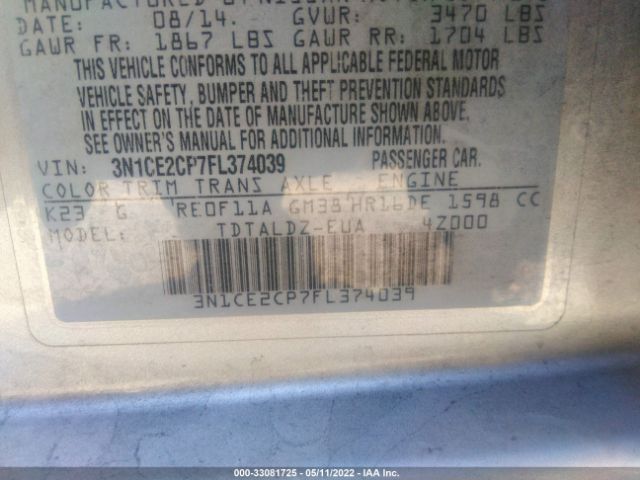 MANUFACTURED BY NISSAN
DATE: 08/14. GVWR: 3470 LBS
GAWR FR: 1867 LBS GAWR RR: 1704 LBS
THIS VEHICLE CONFORMS TO ALL APPLICABLE FEDERAL MOTOR
VEHICLE SAFETY, BUMPER AND THEFT PREVENTION STANDARDS
IN EFFECT ON THE DATE OF MANUFACTURE SHOWN ABOVE.
SEE OWNER'S MANUAL FOR ADDITIONAL INFORMATION.
VIN: 3N1CE2CP7FL374039 PASSENGER CAR.
COLOR TRIM TRANS AXLE ENGINE
K23 G RE0F11A GM38 HR16DE 1598 CC
MODEL: TDTALDZ-EUA 4Z000
3N1CE2CP7FL374039
000-33081725 - 05/11/2022 - IAA Inc.